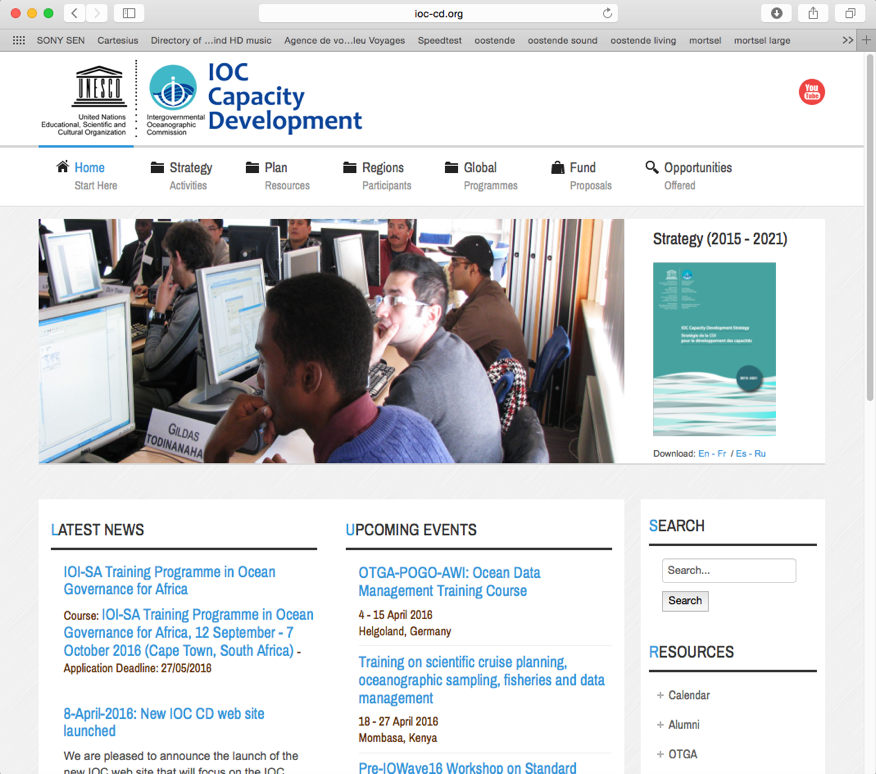 ioc-cd.org
SONY SEN Cartesius Directory of ...ind HD music Agence de vo...leu Voyages Speedtest oostende oostende sound oostende living mortsel mortsel large
UNESCO
United Nations
Educational, Scientific and
Cultural Organization
Intergovernmental
Oceanographic
Commission
IOC
Capacity
Development
You
Tube
Home Strategy Plan Regions Global Fund Opportunities
Start Here Activities Resources Participants Programmes Proposals Offered
GILDAS
TODINANAHA
Strategy (2015 - 2021)
IOC Capacity Development Strategy
Stratégie de la COI
pour le développement des capacités
Download: En - Fr / Es - Ru
LATEST NEWS
IOI-SA Training Programme in Ocean
Governance for Africa
Course: IOI-SA Training Programme in Ocean
Governance for Africa, 12 September - 7
October 2016 (Cape Town, South Africa) -
Application Deadline: 27/05/2016
8-April-2016: New IOC CD web site
launched
We are pleased to announce the launch of the
new IOC web site that will focus on the IOC
UPCOMING EVENTS
OTGA-POGO-AWI: Ocean Data
Management Training Course
4 - 15 April 2016
Helgoland, Germany
Training on scientific cruise planning,
oceanographic sampling, fisheries and data
management
18 - 27 April 2016
Mombasa, Kenya
Pre-IOWave16 Workshop on Standard
SEARCH
Search...
Search
RESOURCES
+ Calendar
+ Alumni
+ OTGA